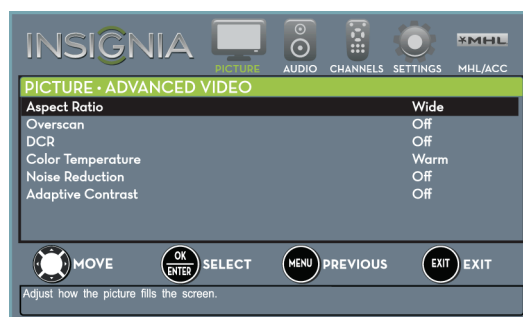 INSIGNIA
PICTURE AUDIO CHANNELS SETTINGS MHL MHL/ACC
PICTURE • ADVANCED VIDEO
Aspect Ratio Wide
Overscan Off
DCR Off
Color Temperature Warm
Noise Reduction Off
Adaptive Contrast Off
MOVE OK ENTER SELECT MENU PREVIOUS EXIT EXIT
Adjust how the picture fills the screen.